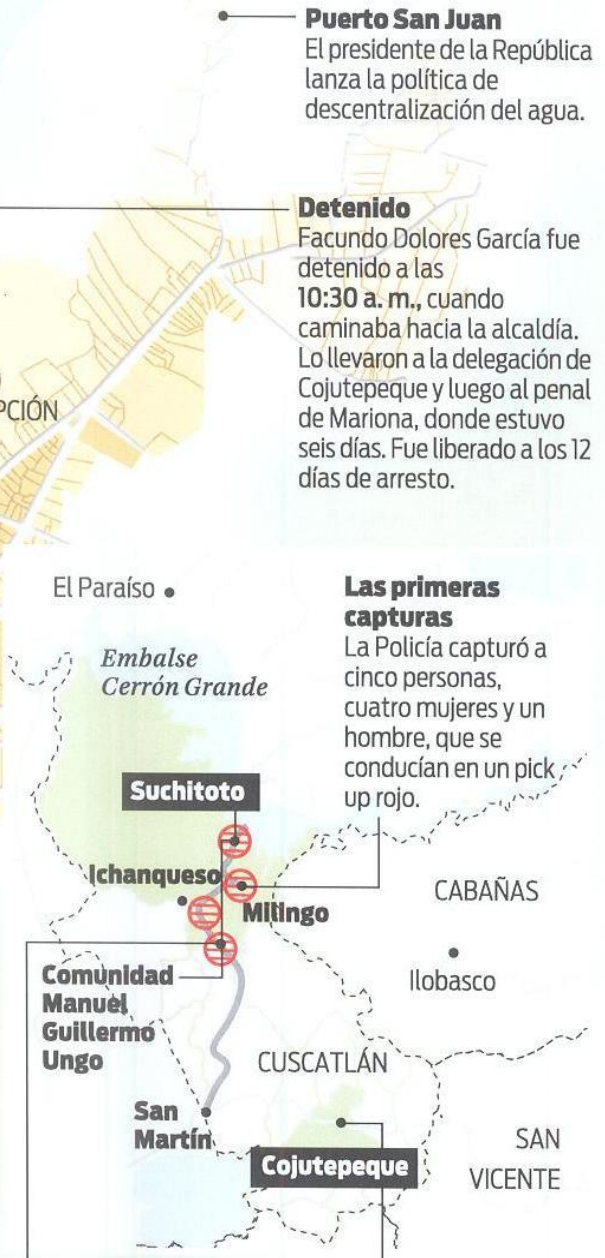 Puerto San Juan
El presidente de la República
lanza la política de
descentralización del agua.
Detenido
Facundo Dolores García fue
detenido a las
10:30 a. m., cuando
caminaba hacia la alcaldía.
Lo llevaron a la delegación de
Cojutepeque y luego al penal
de Mariona, donde estuvo
seis días. Fue liberado a los 12
días de arresto.
PCIÓN
El Paraíso
Embalse
Cerrón Grande
Las primeras
capturas
La Policía capturó a
cinco personas,
cuatro mujeres y un
hombre, que se
conducían en un pick
up rojo.
Suchitoto
Ichanqueso
Milingo
CABAÑAS
Ilobasco
Comunidad
Manuel
Guillermo
Ungo
CUSCATLÁN
San
Martín
Cojutepeque
SAN
VICENTE